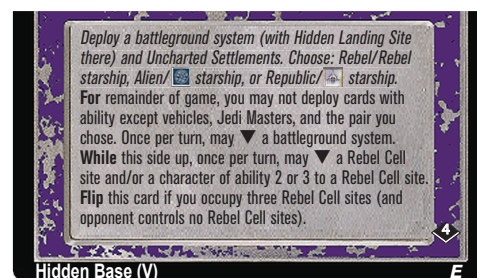 Deploy a battleground system (with Hidden Landing Site
there) and Uncharted Settlements. Choose: Rebel/Rebel
starship, Alien/ starship, or Republic/ starship.
For remainder of game, you may not deploy cards with
ability except vehicles, Jedi Masters, and the pair you
chose. Once per turn, may ▼ a battleground system.
While this side up, once per turn, may ▼ a Rebel Cell
site and/or a character of ability 2 or 3 to a Rebel Cell site.
Flip this card if you occupy three Rebel Cell sites (and
opponent controls no Rebel Cell sites).
4
Hidden Base (V) E